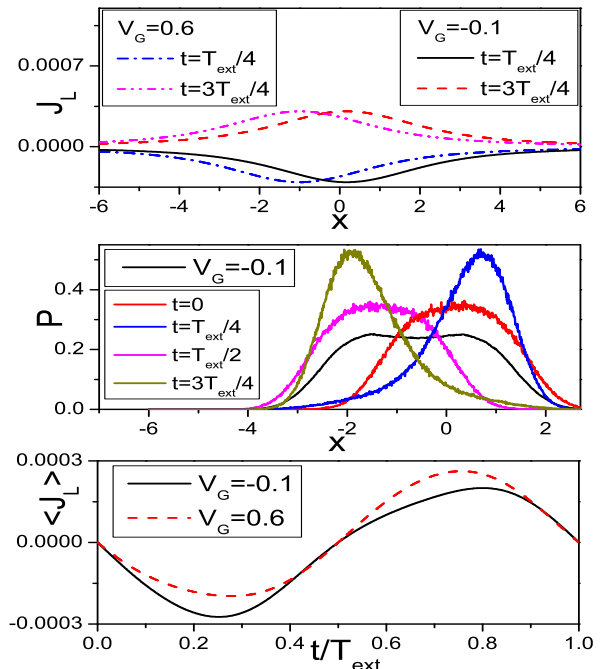 V_G=0.6
t=T_ext/4
t=3T_ext/4
V_G=-0.1
t=T_ext/4
t=3T_ext/4
0.0007
0.0000
J_L
-6 -4 -2 0 2 4 6
x
V_G=-0.1
t=0
t=T_ext/4
t=T_ext/2
t=3T_ext/4
0.4
0.2
0.0
P
-6 -4 -2 0 2
x
V_G=-0.1
V_G=0.6
0.0003
0.0000
-0.0003
<J_L>
0.0 0.2 0.4 0.6 0.8 1.0
t/T_ext